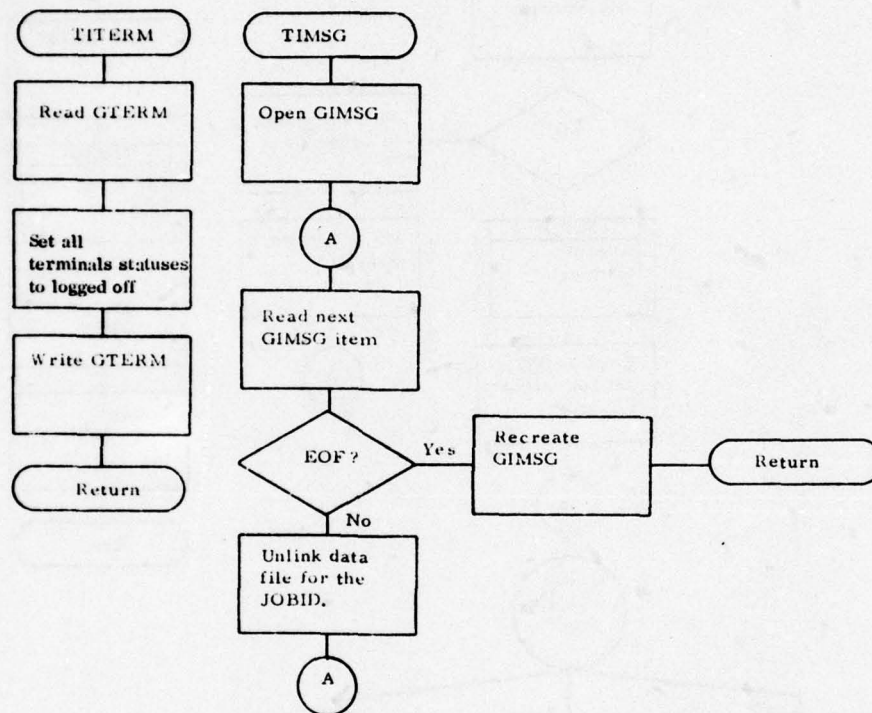 TITERM
Read GTERM
Set all
terminals statuses
to logged off
Write GTERM
Return
TIMSG
Open GIMSG
A
Read next
GIMSG item
EOF?
Yes
Recreate
GIMSG
Return
No
Unlink data
file for the
JOBID.
A